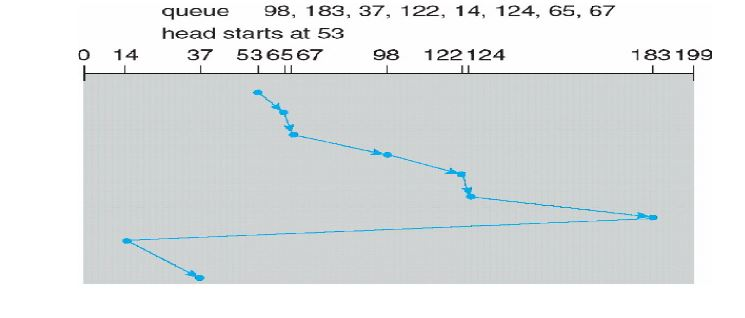 queue 98, 183, 37, 122, 14, 124, 65, 67
head starts at 53
0 14 37 53 65 67 98 122 124 183 199